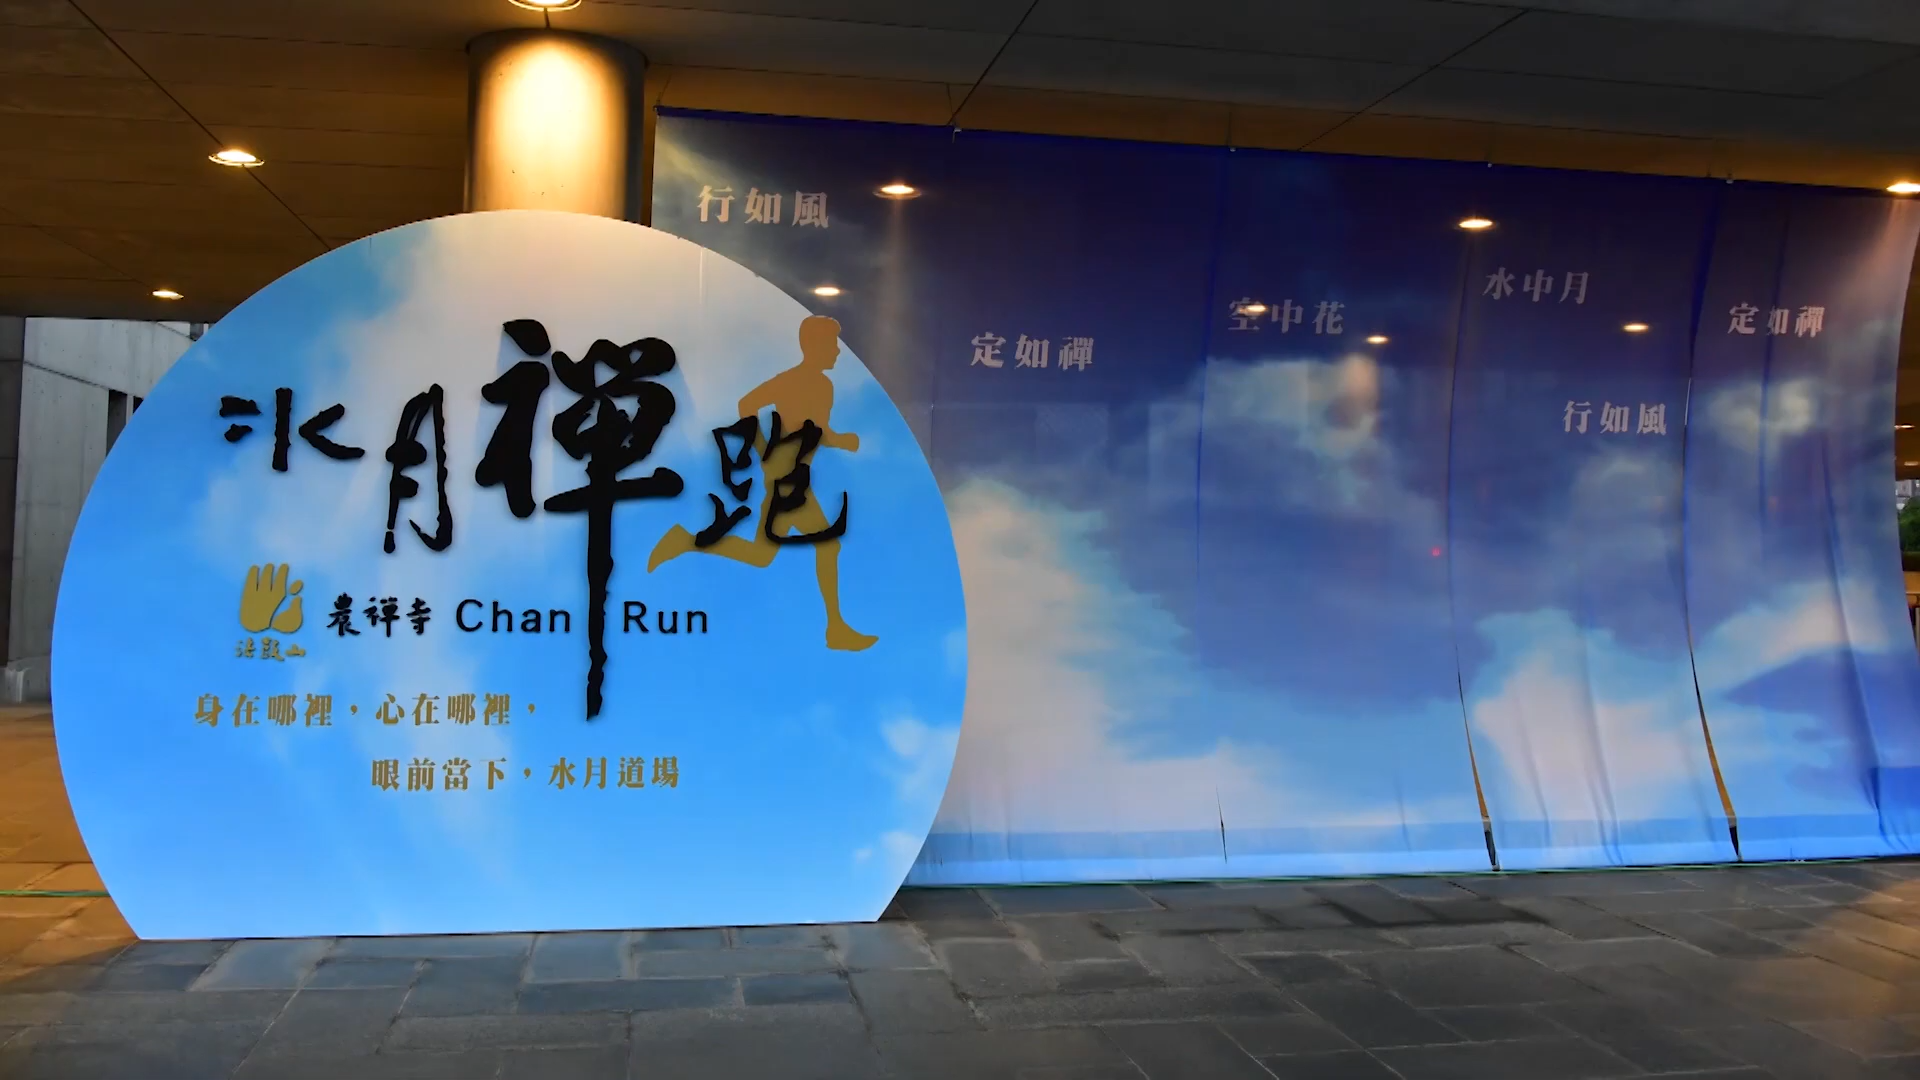 水月禪跑
法鼓山
農禪寺 Chan Run
身在哪裡，心在哪裡，
眼前當下，水月道場
行如風
定如禪
空中花
水中月
行如風
定如禪